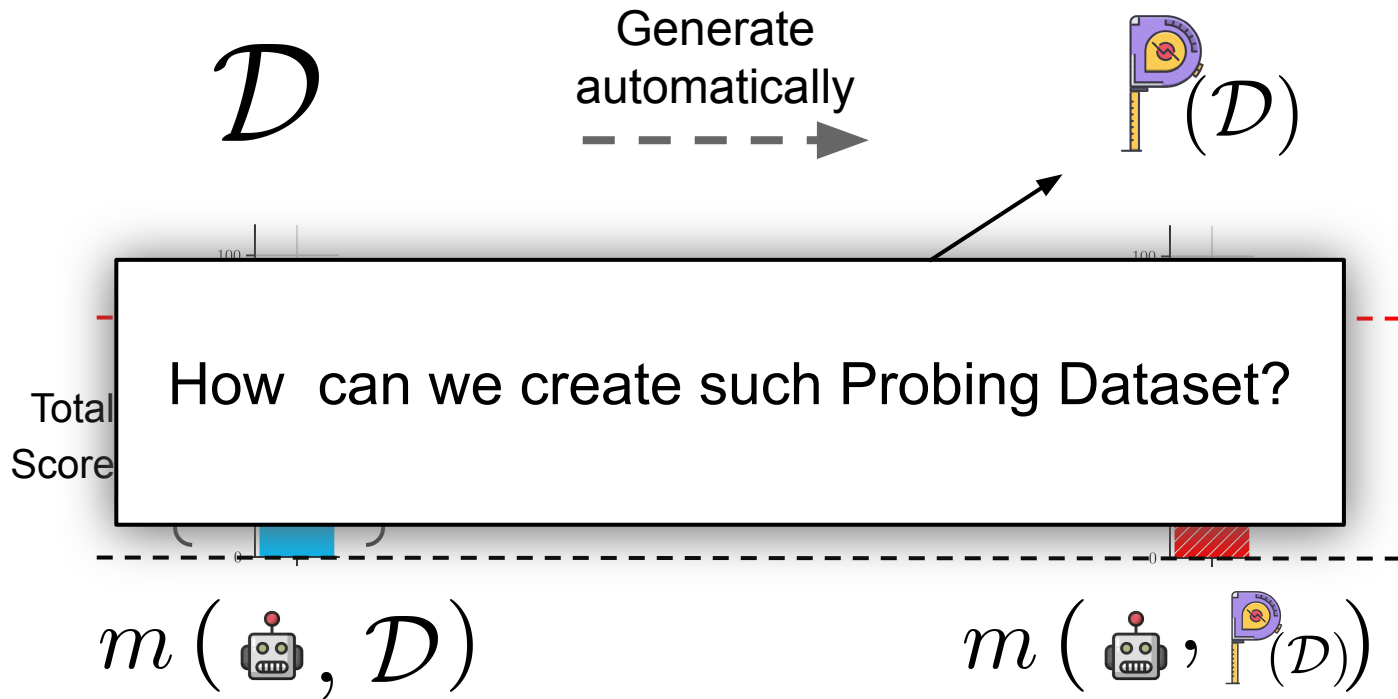 Generate
automatically
𝒟
(𝒟)
100
100
How  can we create such Probing Dataset?
Total
Score
0
0
m ( , 𝒟 )
m ( , (𝒟) )